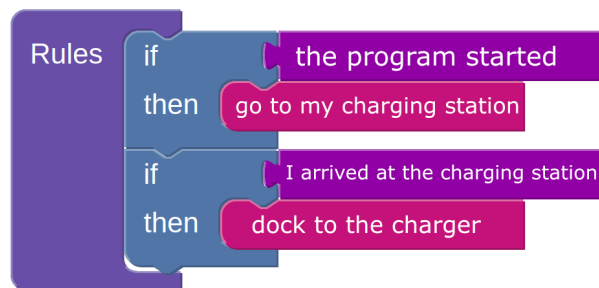 Rules if the program started
then go to my charging station
if I arrived at the charging station
then dock to the charger